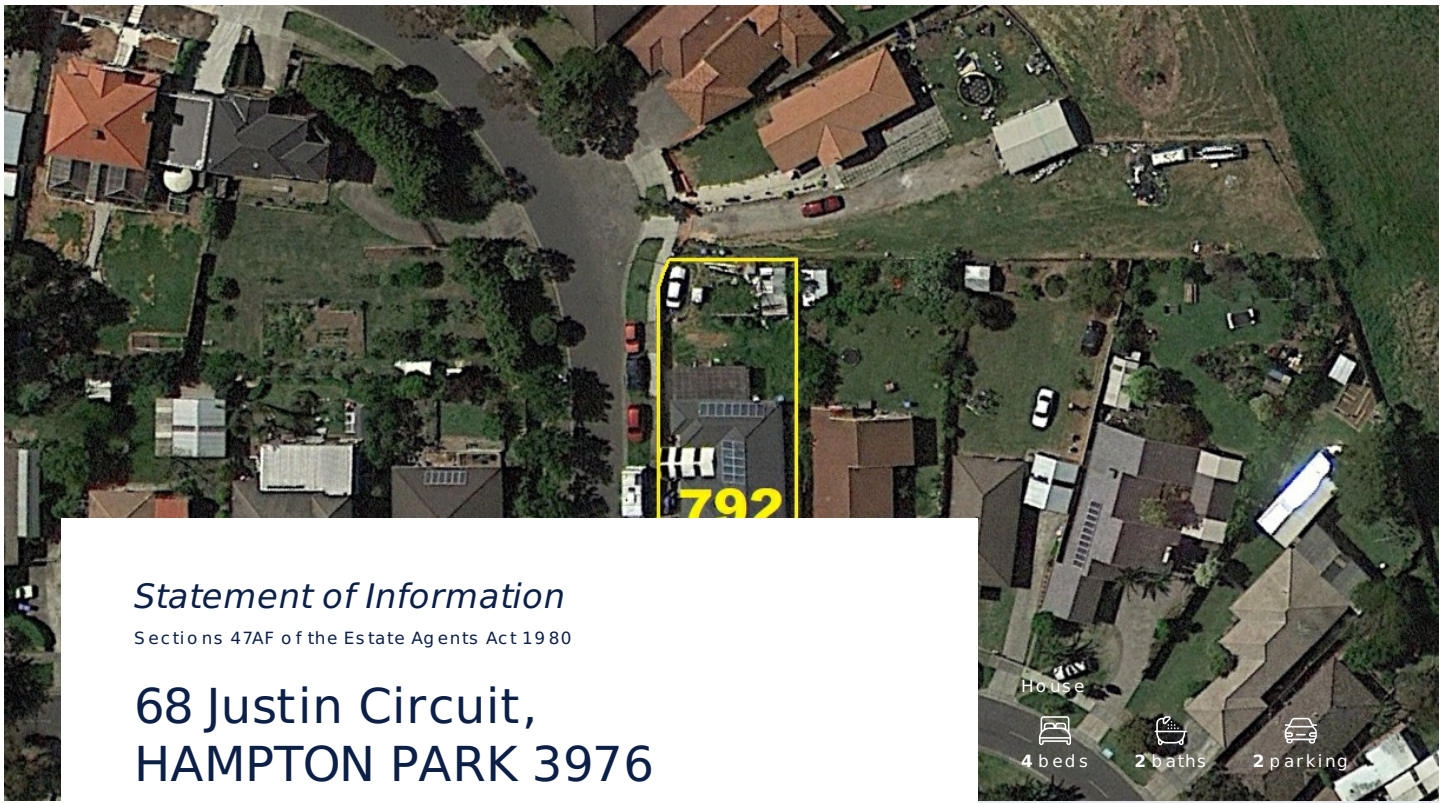 792
Statement of Information
Sections 47AF of the Estate Agents Act 1980
68 Justin Circuit,
HAMPTON PARK 3976
House
4 beds 2 baths 2 parking